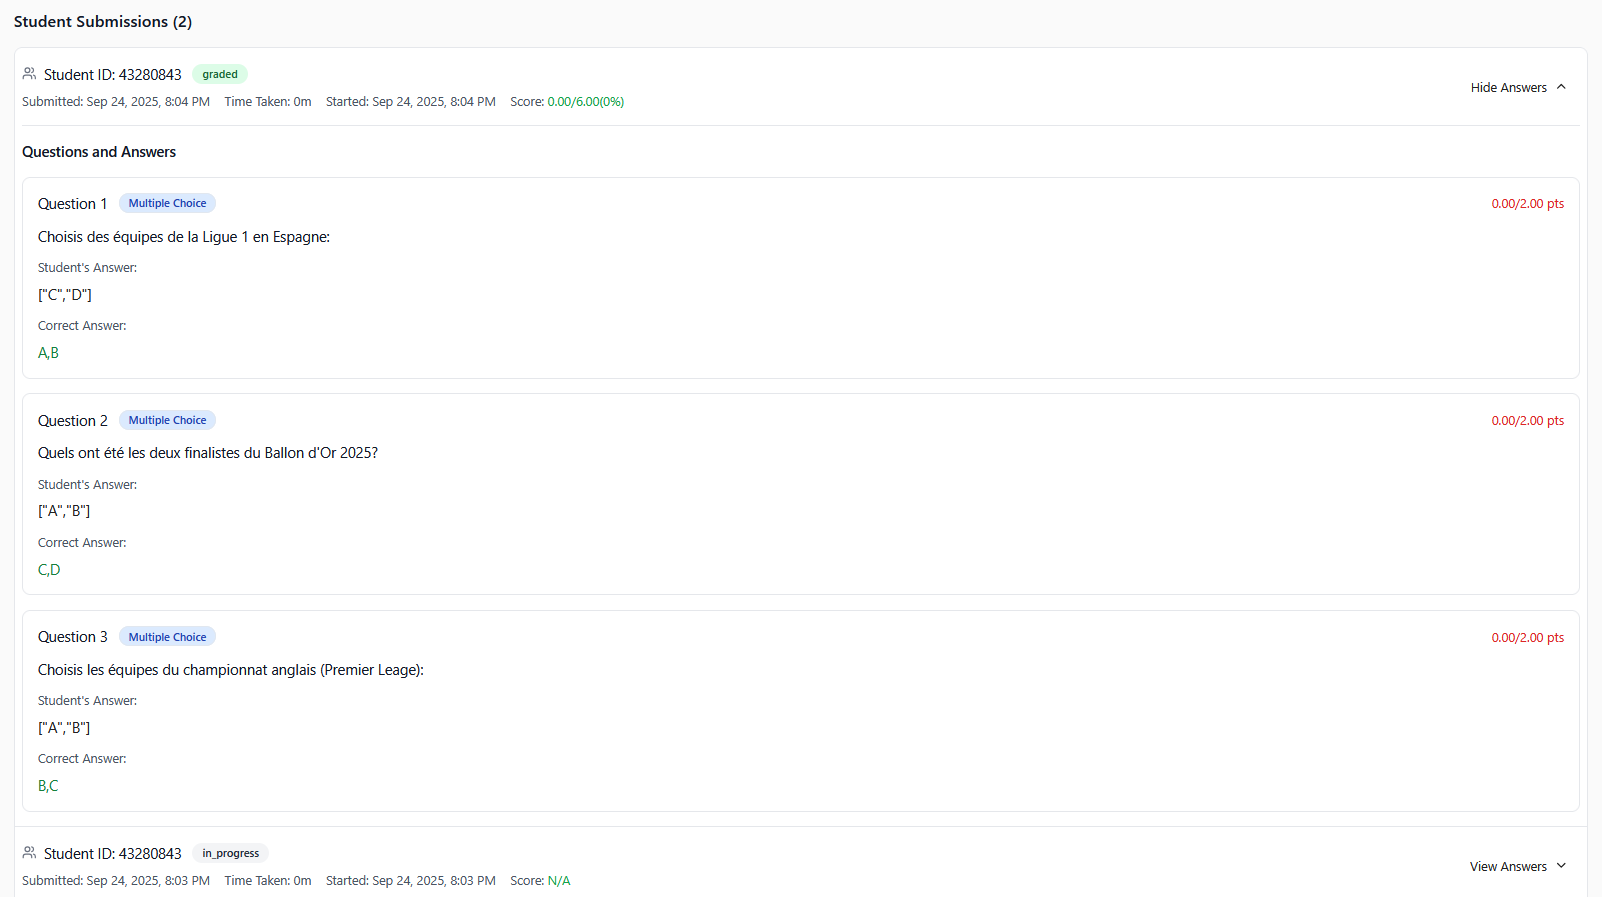 Student Submissions (2)
Student ID: 43280843 graded
Submitted: Sep 24, 2025, 8:04 PM Time Taken: 0m Started: Sep 24, 2025, 8:04 PM Score: 0.00/6.00(0%)
Hide Answers
Questions and Answers
Question 1 Multiple Choice 0.00/2.00 pts
Choisis des équipes de la Ligue 1 en Espagne:
Student's Answer:
["C","D"]
Correct Answer:
A,B
Question 2 Multiple Choice 0.00/2.00 pts
Quels ont été les deux finalistes du Ballon d'Or 2025?
Student's Answer:
["A","B"]
Correct Answer:
C,D
Question 3 Multiple Choice 0.00/2.00 pts
Choisis les équipes du championnat anglais (Premier Leage):
Student's Answer:
["A","B"]
Correct Answer:
B,C
Student ID: 43280843 in_progress
Submitted: Sep 24, 2025, 8:03 PM Time Taken: 0m Started: Sep 24, 2025, 8:03 PM Score: N/A
View Answers